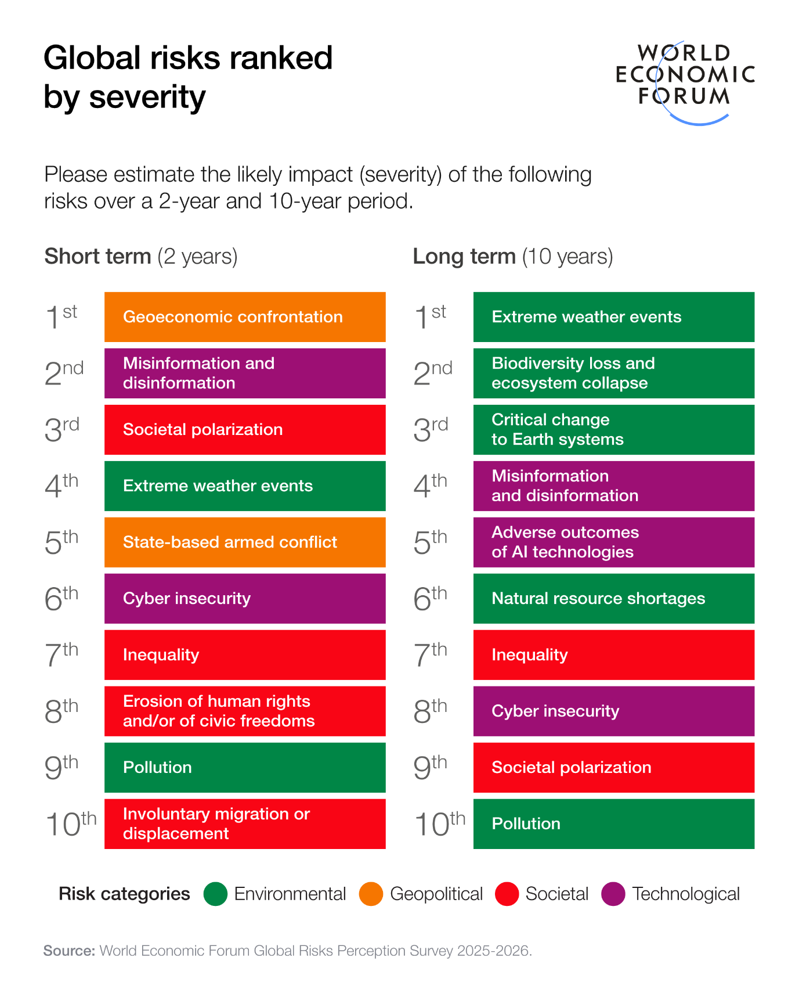 Global risks ranked
by severity
WORLD
ECONOMIC
FORUM
Please estimate the likely impact (severity) of the following
risks over a 2-year and 10-year period.
Short term (2 years)
1st Geoeconomic confrontation
2nd Misinformation and
disinformation
3rd Societal polarization
4th Extreme weather events
5th State-based armed conflict
6th Cyber insecurity
7th Inequality
8th Erosion of human rights
and/or of civic freedoms
9th Pollution
10th Involuntary migration or
displacement
Long term (10 years)
1st Extreme weather events
2nd Biodiversity loss and
ecosystem collapse
3rd Critical change
to Earth systems
4th Misinformation
and disinformation
5th Adverse outcomes
of AI technologies
6th Natural resource shortages
7th Inequality
8th Cyber insecurity
9th Societal polarization
10th Pollution
Risk categories Environmental Geopolitical Societal Technological
Source: World Economic Forum Global Risks Perception Survey 2025-2026.